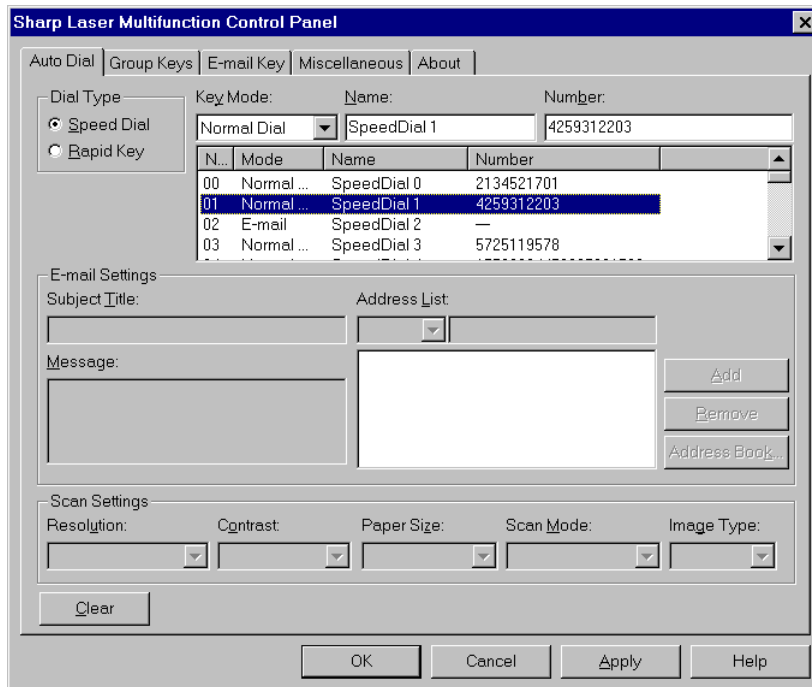 Sharp Laser Multifunction Control Panel
Auto Dial Group Keys E-mail Key Miscellaneous About
Dial Type Key Mode: Name: Number:
Speed Dial Normal Dial SpeedDial 1 4259312203
Rapid Key
N... Mode Name Number
00 Normal ... SpeedDial 0 2134521701
01 Normal ... SpeedDial 1 4259312203
02 E-mail SpeedDial 2 —
03 Normal ... SpeedDial 3 5725119578
E-mail Settings
Subject Title: Address List:
Message:
Add
Remove
Address Book...
Scan Settings
Resolution: Contrast: Paper Size: Scan Mode: Image Type:
Clear
OK Cancel Apply Help